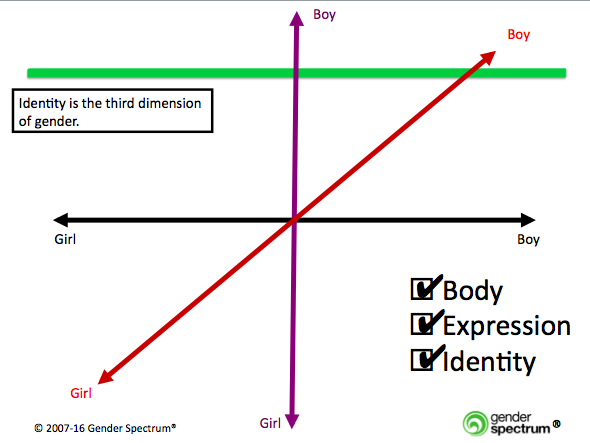 Boy
Boy
Identity is the third dimension
of gender.
Girl
Boy
Body
Expression
Identity
Girl
Girl
© 2007-16 Gender Spectrum®
gender
spectrum ®